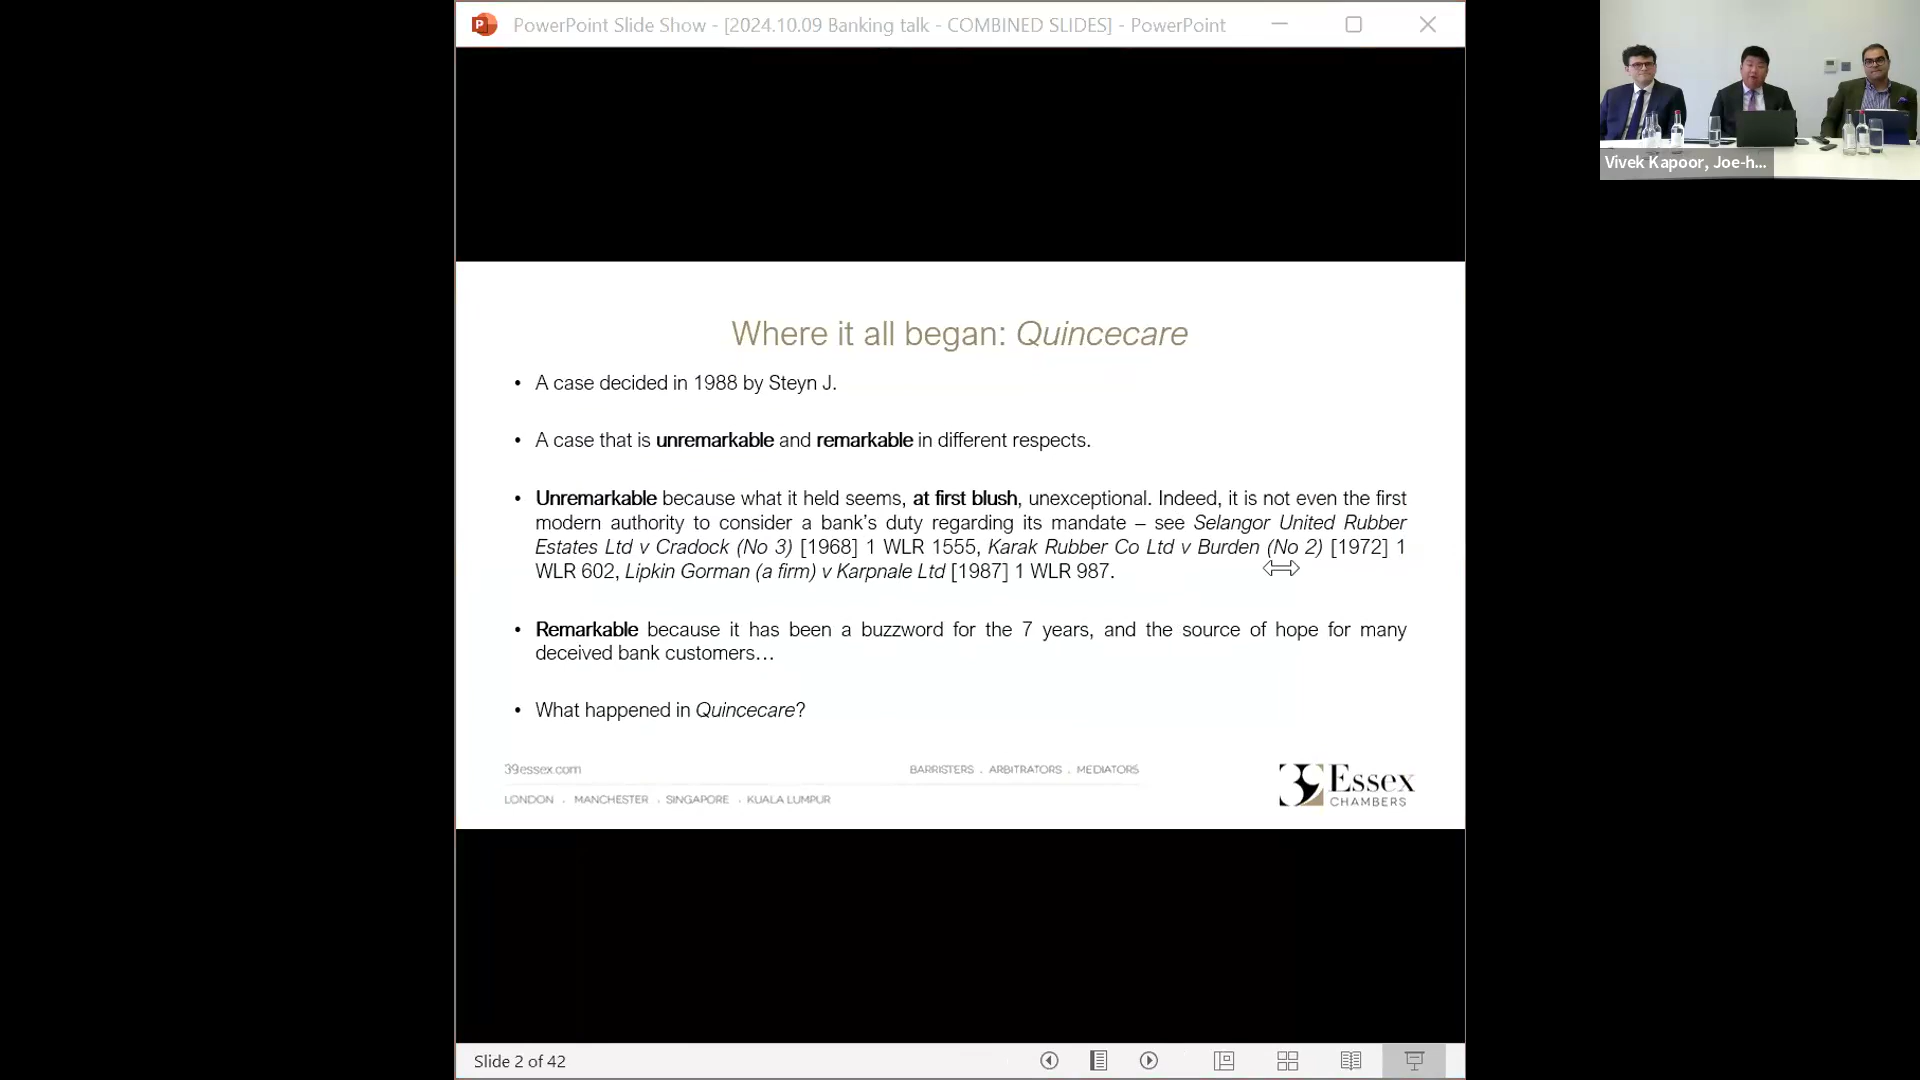 PowerPoint Slide Show - [2024.10.09 Banking talk - COMBINED SLIDES] - PowerPoint
Vivek Kapoor, Joe-h...
Where it all began: Quincecare
• A case decided in 1988 by Steyn J.
• A case that is unremarkable and remarkable in different respects.
• Unremarkable because what it held seems, at first blush, unexceptional. Indeed, it is not even the first
modern authority to consider a bank’s duty regarding its mandate – see Selangor United Rubber
Estates Ltd v Cradock (No 3) [1968] 1 WLR 1555, Karak Rubber Co Ltd v Burden (No 2) [1972] 1
WLR 602, Lipkin Gorman (a firm) v Karpnale Ltd [1987] 1 WLR 987.
• Remarkable because it has been a buzzword for the 7 years, and the source of hope for many
deceived bank customers…
• What happened in Quincecare?
39essex.com
BARRISTERS . ARBITRATORS . MEDIATORS
LONDON . MANCHESTER . SINGAPORE . KUALA LUMPUR
39 Essex
CHAMBERS
Slide 2 of 42